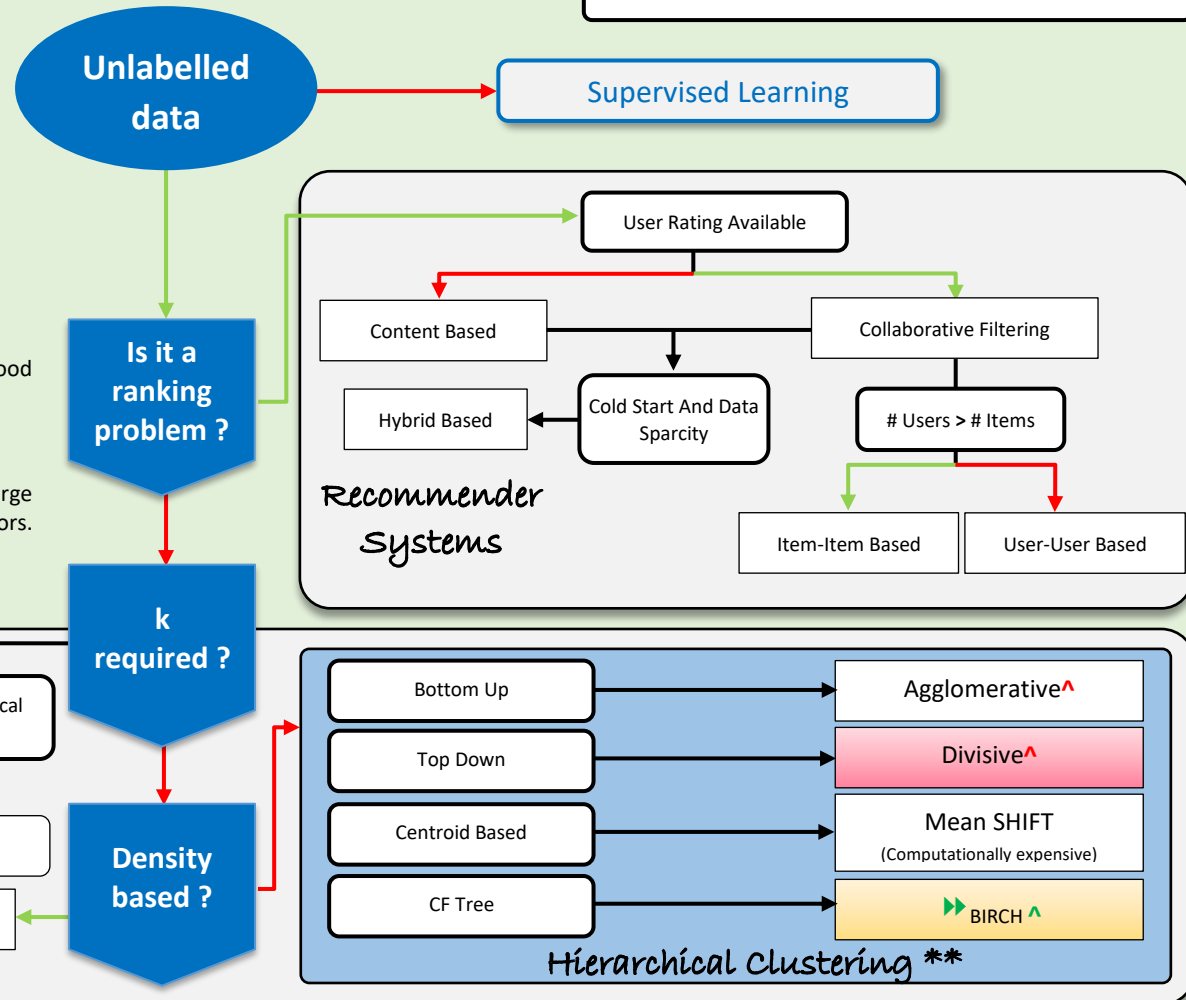 Unlabelled
data
Supervised Learning
User Rating Available
Content Based
Collaborative Filtering
Is it a
ranking
problem ?
ood
Hybrid Based
Cold Start And Data
Sparcity
# Users > # Items
rge
ors.
Recommender
Systems
Item-Item Based
User-User Based
k
required ?
cal
Bottom Up
Agglomerative^
Top Down
Divisive^
Centroid Based
Mean SHIFT
(Computationally expensive)
Density
based ?
CF Tree
BIRCH ^
Hierarchical Clustering **